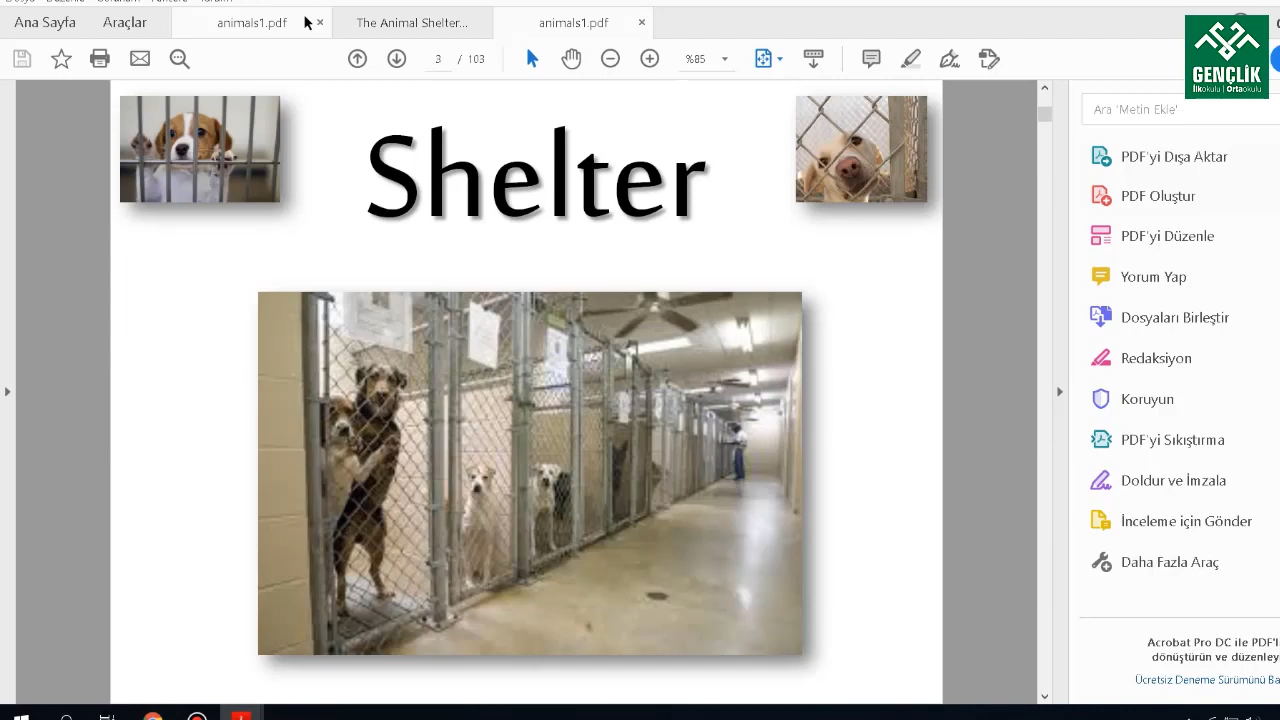 Ana Sayfa
Araçlar
animals1.pdf
The Animal Shelter...
animals1.pdf
3 / 103
%85
GENÇLİK
İlkokulu | Ortaokulu
Shelter
Ara 'Metin Ekle'
PDF'yi Dışa Aktar
PDF Oluştur
PDF'yi Düzenle
Yorum Yap
Dosyaları Birleştir
Redaksiyon
Koruyun
PDF'yi Sıkıştırma
Doldur ve İmzala
İnceleme için Gönder
Daha Fazla Araç
Acrobat Pro DC ile PDF'l
dönüştürün ve düzenley
Ücretsiz Deneme Sürümünü Ba